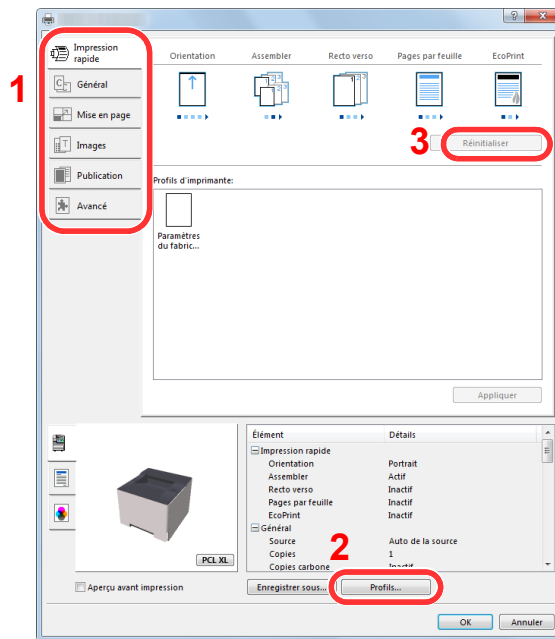 Impression
rapide
Général
Mise en page
Images
Publication
Avancé
1
Orientation Assembler Recto verso Pages par feuille EcoPrint
3
Réinitialiser
Profils d'imprimante:
Paramètres
du fabric...
Appliquer
PCL XL
Aperçu avant impression
Élément Détails
Impression rapide
Orientation Portrait
Assembler Actif
Recto verso Inactif
Pages par feuille Inactif
EcoPrint Inactif
Général
Source Auto de la source
Copies 1
Copies carbone Inactif
2
Enregistrer sous... Profils...
OK Annuler